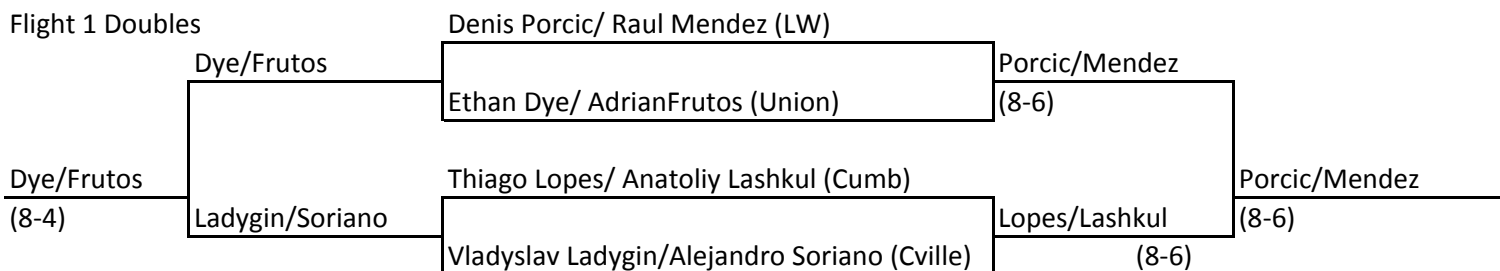 Flight 1 Doubles
Denis Porcic/ Raul Mendez (LW)
Dye/Frutos
Porcic/Mendez
Ethan Dye/ AdrianFrutos (Union)
(8-6)
Dye/Frutos
Thiago Lopes/ Anatoliy Lashkul (Cumb)
Porcic/Mendez
(8-4)
Ladygin/Soriano
Lopes/Lashkul
(8-6)
Vladyslav Ladygin/Alejandro Soriano (Cville)
(8-6)